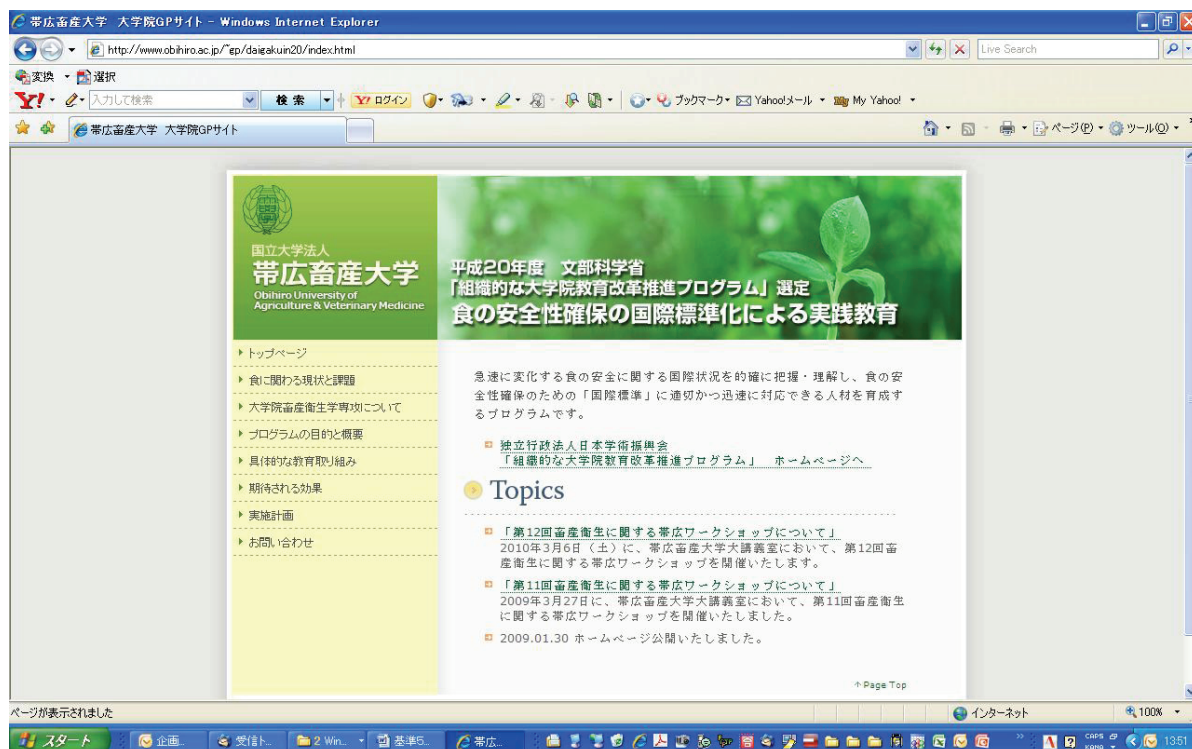 帯広畜産大学 大学院GPサイト - Windows Internet Explorer
http://www.obihiro.ac.jp/~gp/daigakuin20/index.html
Live Search
変換 選択
Y! 入力して検索 検索 Y! ログイン ブックマーク Yahoo!メール My Yahoo!
帯広畜産大学 大学院GPサイト
ページ(P) ツール(O)
国立大学法人
帯広畜産大学
Obihiro University of
Agriculture & Veterinary Medicine
平成20年度 文部科学省
「組織的な大学院教育改革推進プログラム」選定
食の安全性確保の国際標準化による実践教育
トップページ
食に関わる現状と課題
大学院畜産衛生学専攻について
プログラムの目的と概要
具体的な教育取り組み
期待される効果
実施計画
お問い合わせ
急速に変化する食の安全に関する国際状況を的確に把握・理解し、食の安
全性確保のための「国際標準」に適切かつ迅速に対応できる人材を育成す
るプログラムです。
独立行政法人日本学術振興会
「組織的な大学院教育改革推進プログラム」 ホームページへ
Topics
「第12回畜産衛生に関する帯広ワークショップについて」
2010年3月6日（土）に、帯広畜産大学大講義室において、第12回畜
産衛生に関する帯広ワークショップを開催いたします。
「第11回畜産衛生に関する帯広ワークショップについて」
2009年3月27日に、帯広畜産大学大講義室において、第11回畜産衛生
に関する帯広ワークショップを開催いたしました。
2009.01.30 ホームページ公開いたしました。
↑Page Top
ページが表示されました
インターネット
100%
スタート 企画... 受信ト... 2 Win... 基準5... 帯広... CAPS KANA 13:51